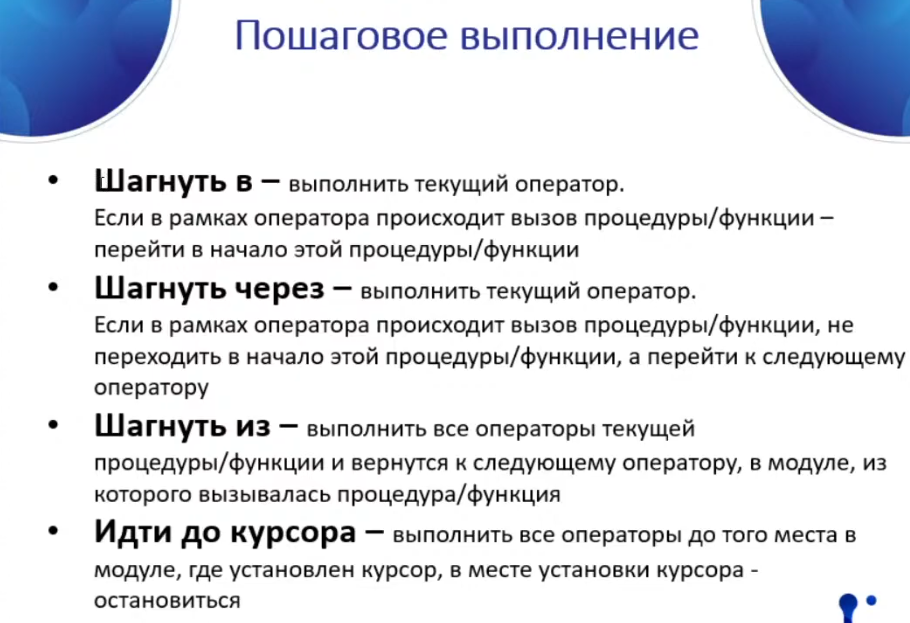 Пошаговое выполнение
• Шагнуть в – выполнить текущий оператор.
Если в рамках оператора происходит вызов процедуры/функции –
перейти в начало этой процедуры/функции
• Шагнуть через – выполнить текущий оператор.
Если в рамках оператора происходит вызов процедуры/функции, не
переходить в начало этой процедуры/функции, а перейти к следующему
оператору
• Шагнуть из – выполнить все операторы текущей
процедуры/функции и вернутся к следующему оператору, в модуле, из
которого вызывалась процедура/функция
• Идти до курсора – выполнить все операторы до того места в
модуле, где установлен курсор, в месте установки курсора -
остановиться